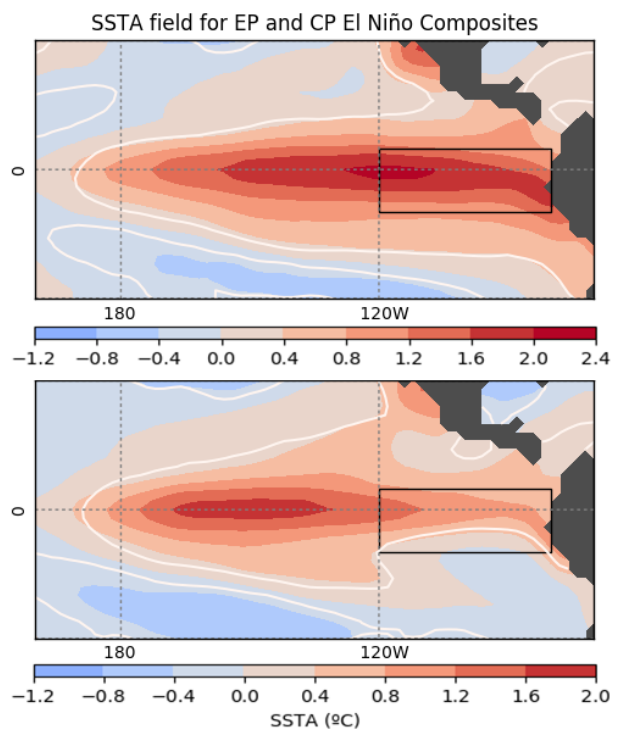 SSTA field for EP and CP El Niño Composites
0
180 120W
−1.2 −0.8 −0.4 0.0 0.4 0.8 1.2 1.6 2.0 2.4
0
180 120W
−1.2 −0.8 −0.4 0.0 0.4 0.8 1.2 1.6 2.0
SSTA (ºC)